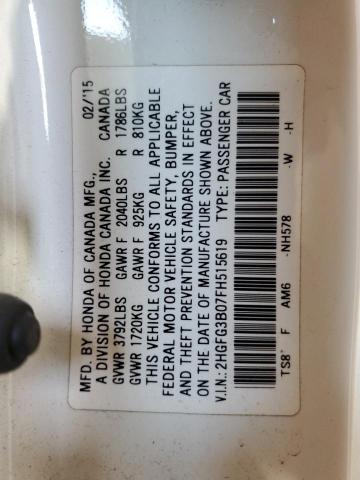 MFD. BY HONDA OF CANADA MFG., 02/'15
A DIVISION OF HONDA CANADA INC. CANADA
GVWR 3792LBS GAWR F 2040LBS R 1786LBS
GVWR 1720KG GAWR F 925KG R 810KG
THIS VEHICLE CONFORMS TO ALL APPLICABLE
FEDERAL MOTOR VEHICLE SAFETY, BUMPER,
AND THEFT PREVENTION STANDARDS IN EFFECT
ON THE DATE OF MANUFACTURE SHOWN ABOVE.
V.I.N.: 2HGFG3B07FH515619 TYPE: PASSENGER CAR
TS8 F AM6 -NH578 -W -H